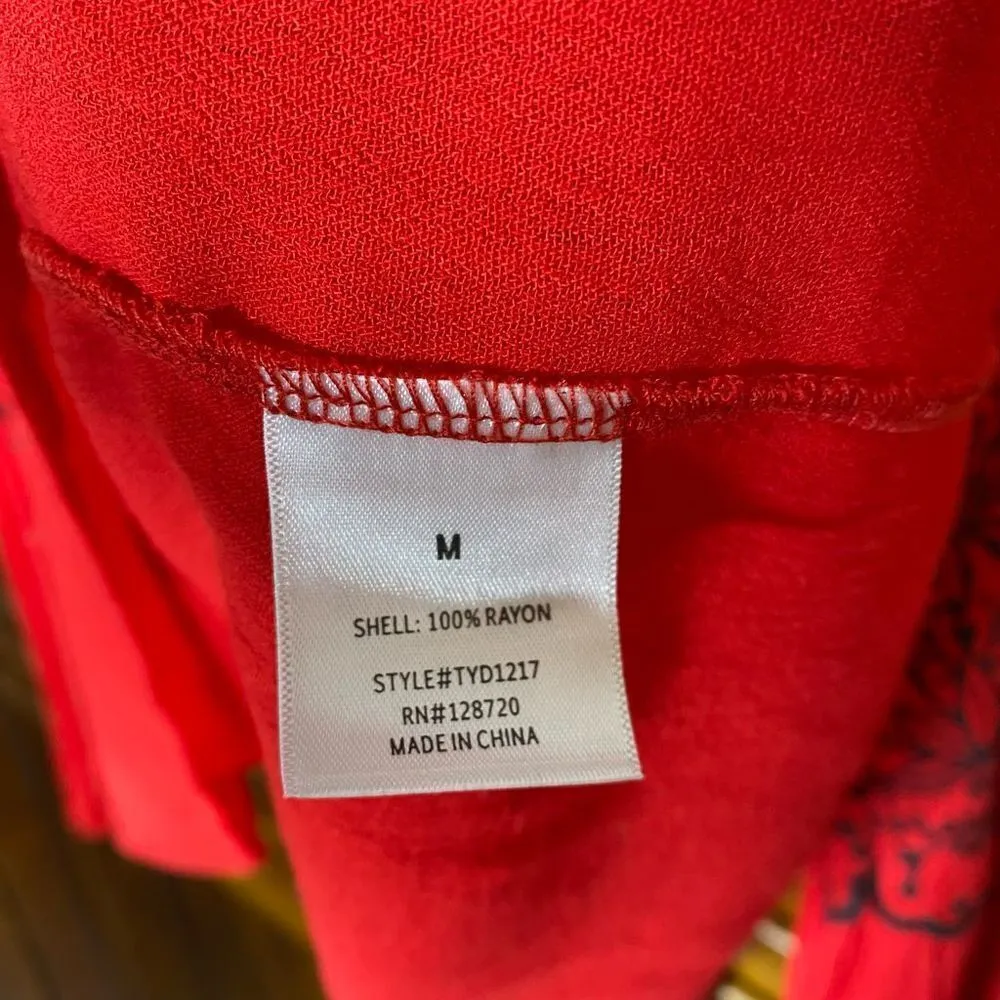 M
SHELL: 100% RAYON
STYLE#TYD1217
RN#128720
MADE IN CHINA